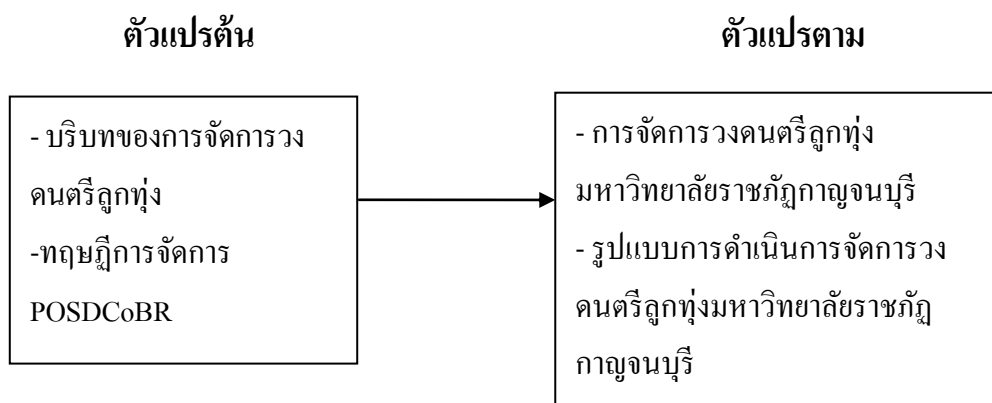 ตัวแปรต้น
- บริบทของการจัดการวง
ดนตรีลูกทุ่ง
-ทฤษฏีการจัดการ
POSDCoBR
ตัวแปรตาม
- การจัดการวงดนตรีลูกทุ่ง
มหาวิทยาลัยราชภัฏกาญจนบุรี
- รูปแบบการดำเนินการจัดการวง
ดนตรีลูกทุ่งมหาวิทยาลัยราชภัฏ
กาญจนบุรี